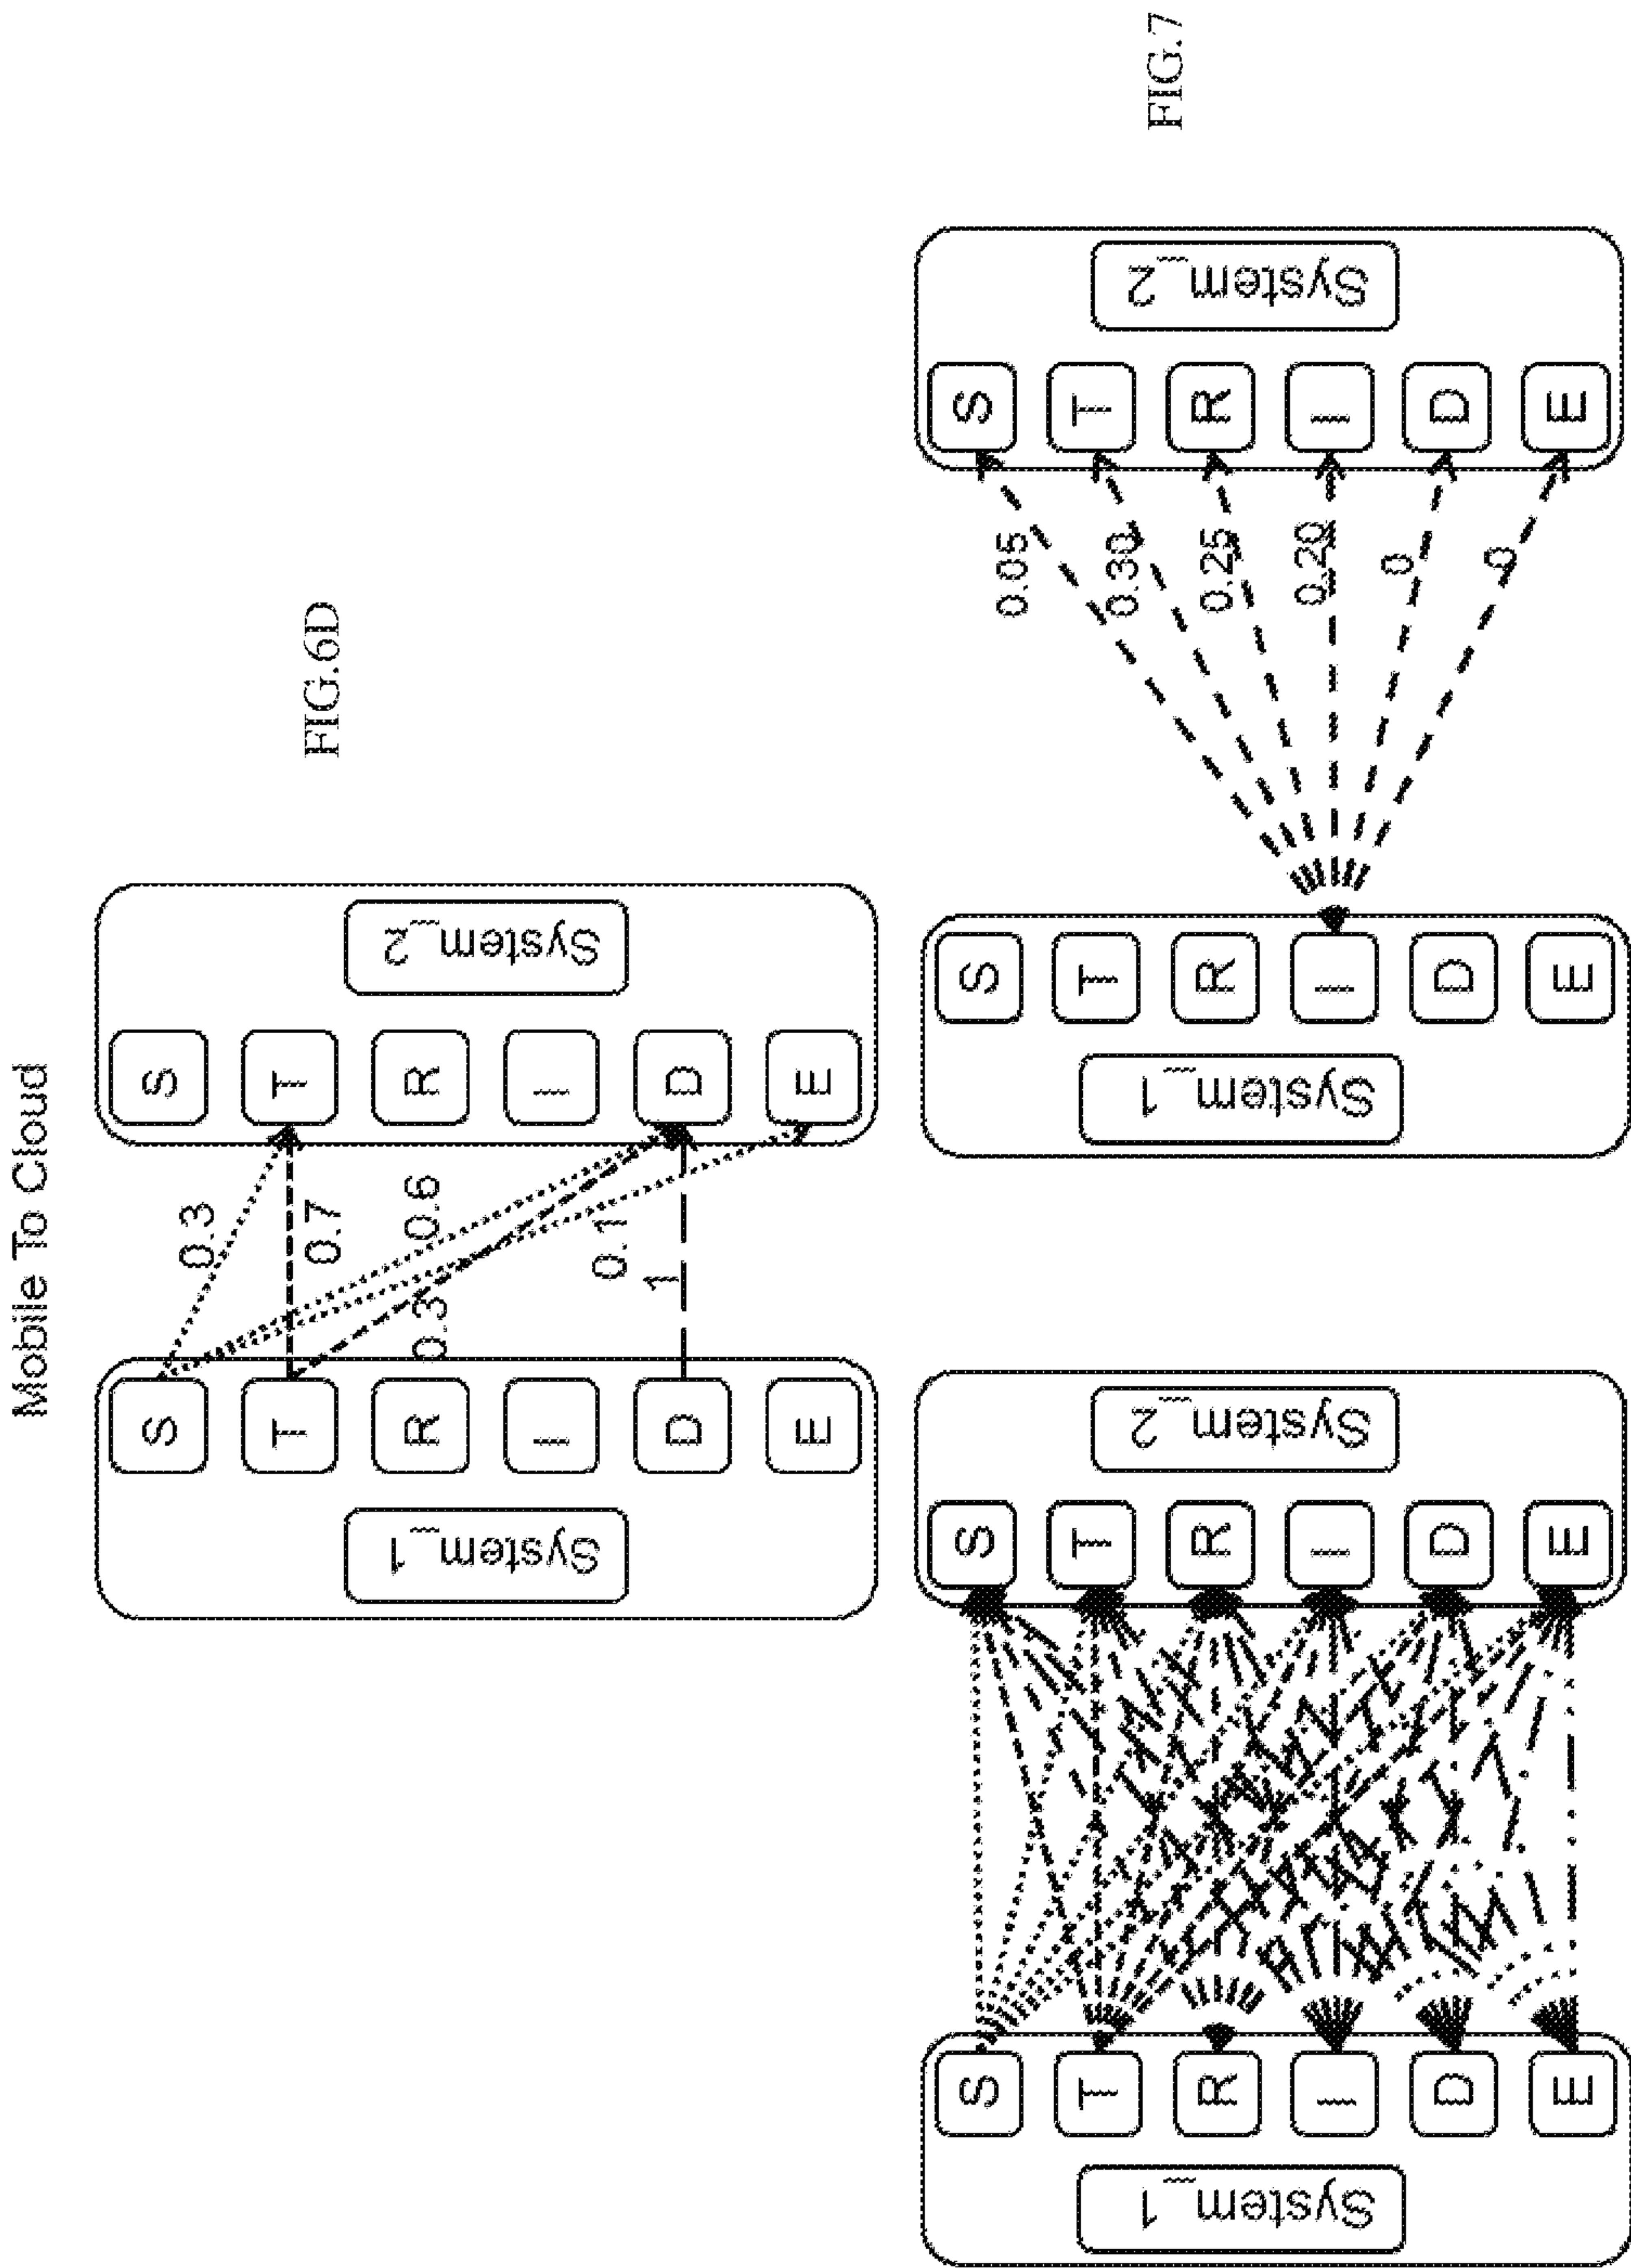 Mobile To Cloud
System_1
S
T
R
I
D
E
0.3
0.7
0.3
0.6
0.1
1
S
T
R
I
D
E
System_2
FIG.6D
System_1
S
T
R
I
D
E
S
T
R
I
D
E
System_2
System_1
S
T
R
I
D
E
0.05
0.30
0.25
0.20
0
0
S
T
R
I
D
E
System_2
FIG.7